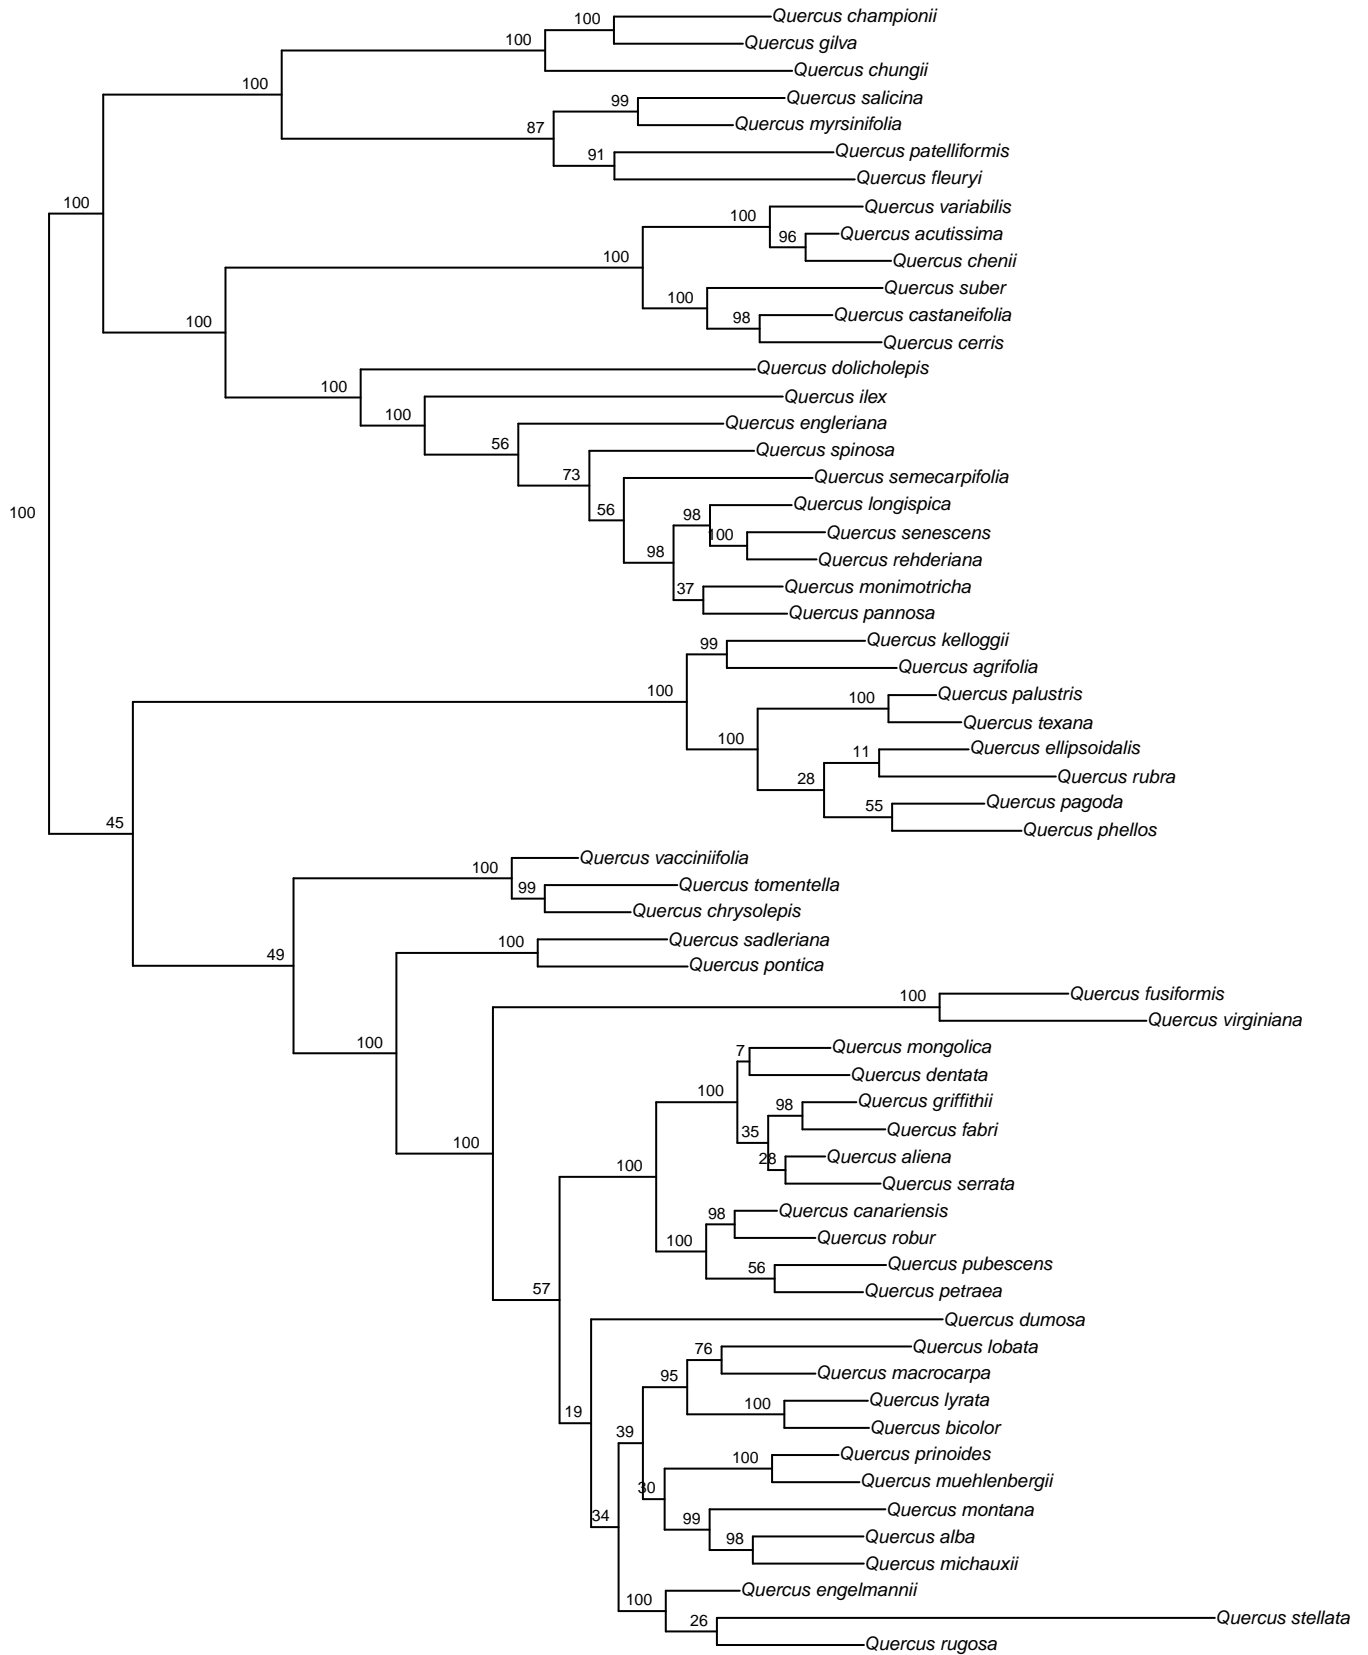 Quercus championii
100
Quercus gilva
100
Quercus chungii
100
Quercus salicina
99
Quercus myrsinifolia
87
Quercus patelliformis
91
Quercus fleuryi
100
Quercus variabilis
100
Quercus acutissima
96
Quercus chenii
100
Quercus suber
100
Quercus castaneifolia
98
Quercus cerris
100
Quercus dolicholepis
100
Quercus ilex
100
Quercus engleriana
56
Quercus spinosa
73
Quercus semecarpifolia
56
Quercus longispica
98
Quercus senescens
100
Quercus rehderiana
98
Quercus monimotricha
37
Quercus pannosa
100
Quercus kelloggii
99
Quercus agrifolia
100
Quercus palustris
100
Quercus texana
100
Quercus ellipsoidalis
11
Quercus rubra
28
Quercus pagoda
55
Quercus phellos
45
Quercus vacciniifolia
100
Quercus tomentella
99
Quercus chrysolepis
49
Quercus sadleriana
100
Quercus pontica
100
Quercus fusiformis
100
Quercus virginiana
100
Quercus mongolica
7
Quercus dentata
100
Quercus griffithii
98
Quercus fabri
35
Quercus aliena
28
Quercus serrata
100
Quercus canariensis
98
Quercus robur
100
Quercus pubescens
56
Quercus petraea
57
Quercus dumosa
19
Quercus lobata
76
Quercus macrocarpa
95
Quercus lyrata
100
Quercus bicolor
39
Quercus prinoides
100
Quercus muehlenbergii
30
Quercus montana
99
Quercus alba
98
Quercus michauxii
34
Quercus engelmannii
100
Quercus stellata
26
Quercus rugosa